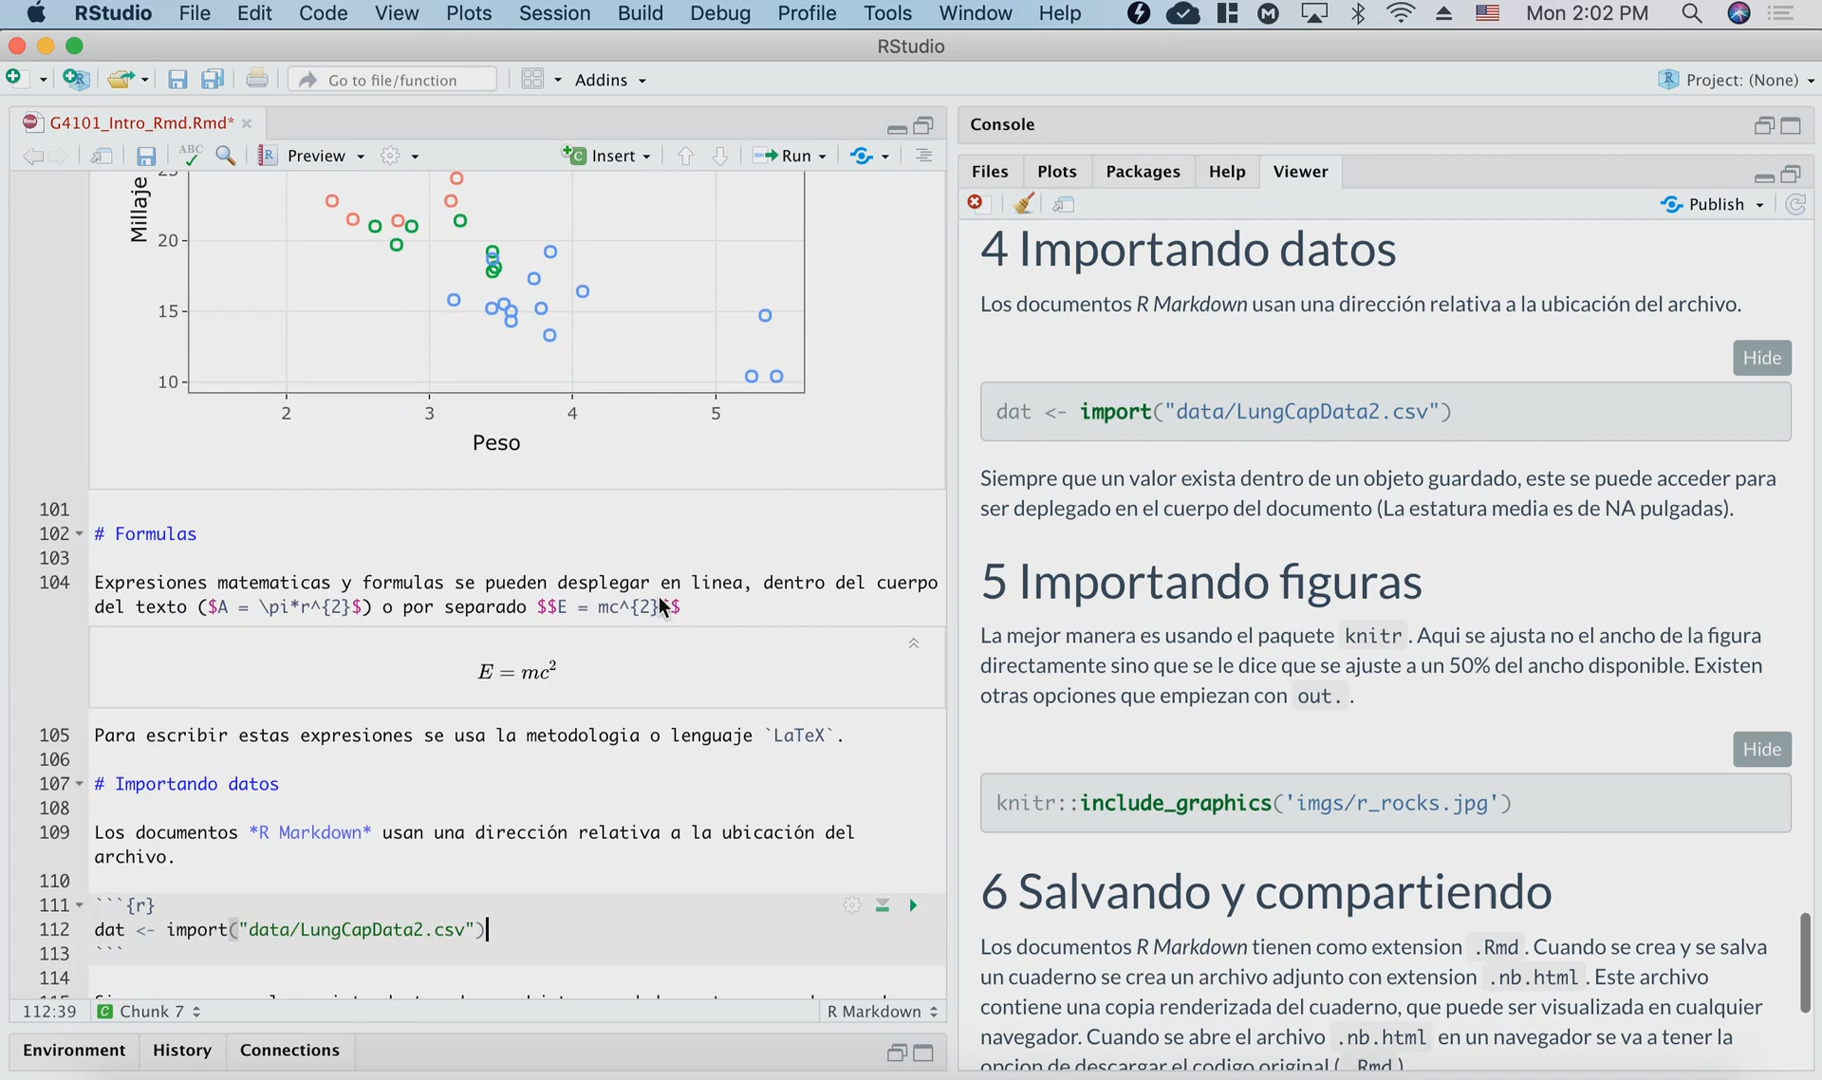 RStudio File Edit Code View Plots Session Build Debug Profile Tools Window Help Mon 2:02 PM
RStudio
Go to file/function Addins Project: (None)
G4101_Intro_Rmd.Rmd*
ABC Preview Insert Run
Millaje
20
15
10
2 3 4 5
Peso
101
102 # Formulas
103
104 Expresiones matematicas y formulas se pueden desplegar en linea, dentro del cuerpo
del texto ($A = \pi*r^{2}$) o por separado $$E = mc^{2}$$
E = mc²
105 Para escribir estas expresiones se usa la metodologia o lenguaje `LaTeX`.
106
107 # Importando datos
108
109 Los documentos *R Markdown* usan una dirección relativa a la ubicación del
archivo.
110
111 ```{r}
112 dat <- import("data/LungCapData2.csv")
113 ```
114
112:39 Chunk 7 R Markdown
Environment History Connections
Console
Files Plots Packages Help Viewer
Publish
4 Importando datos
Los documentos R Markdown usan una dirección relativa a la ubicación del archivo.
Hide
dat <- import("data/LungCapData2.csv")
Siempre que un valor exista dentro de un objeto guardado, este se puede acceder para
ser deplegado en el cuerpo del documento (La estatura media es de NA pulgadas).
5 Importando figuras
La mejor manera es usando el paquete knitr. Aqui se ajusta no el ancho de la figura
directamente sino que se le dice que se ajuste a un 50% del ancho disponible. Existen
otras opciones que empiezan con out..
Hide
knitr::include_graphics('imgs/r_rocks.jpg')
6 Salvando y compartiendo
Los documentos R Markdown tienen como extension .Rmd. Cuando se crea y se salva
un cuaderno se crea un archivo adjunto con extension .nb.html. Este archivo
contiene una copia renderizada del cuaderno, que puede ser visualizada en cualquier
navegador. Cuando se abre el archivo .nb.html en un navegador se va a tener la
opcion de descargar el codigo original (.Rmd)